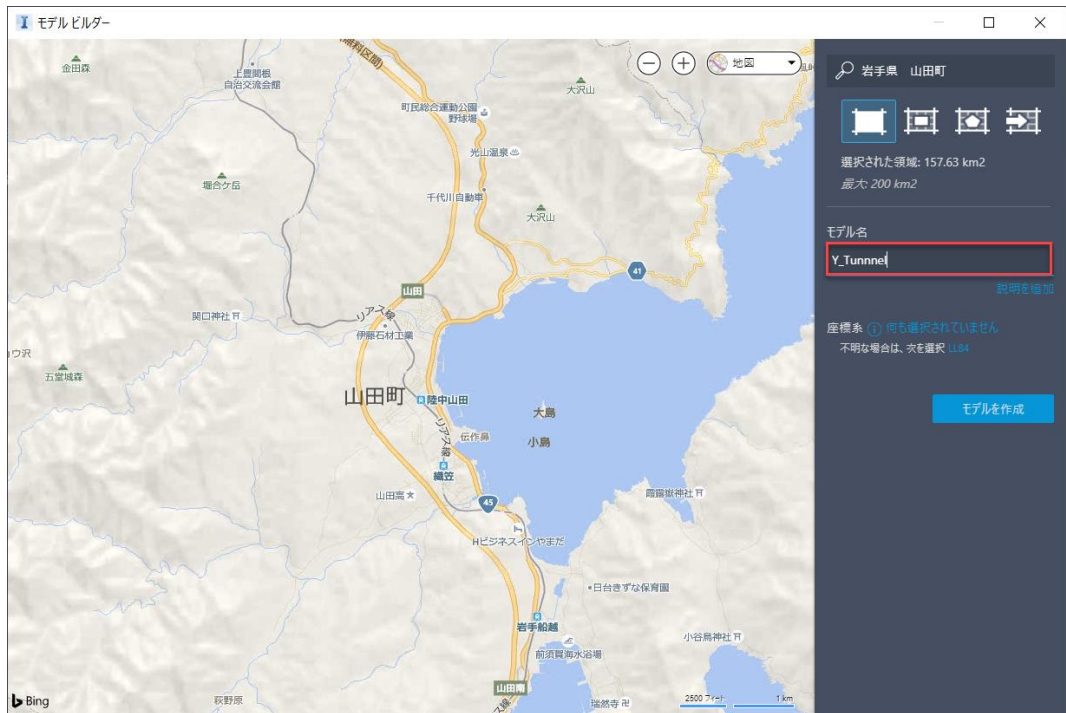 モデル ビルダー
金田森
上豊間根
自治交流会館
大沢山
地図
町民総合運動公園
野球場
光山温泉
堀合ケ岳
千代川自動車
大沢山
41
山田
リアス線
関口神社
伊藤石材工業
五堂城森
山田町
陸中山田
大島
小島
伝作鼻
リアス線
織笠
山田高
45
霞露嶽神社
Hビジネスインやまだ
日台きずな保育園
岩手船越
小谷鳥神社
前須賀海水浴場
山田南
荻野原
瑞然寺
2500 フィート
1 km
Bing
岩手県 山田町
選択された領域: 157.63 km2
最大: 200 km2
モデル名
Y_Tunnnel
説明を追加
座標系 何も選択されていません
不明な場合は、次を選択 LL84
モデルを作成